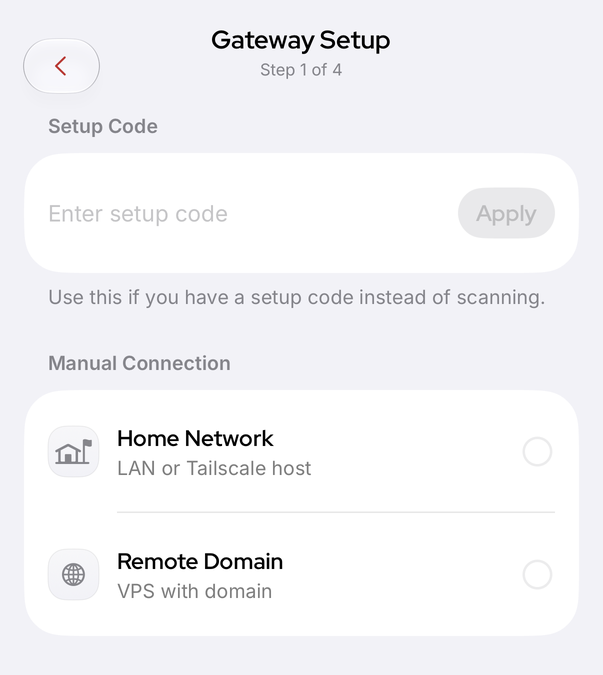 Gateway Setup
Step 1 of 4
Setup Code
Enter setup code
Apply
Use this if you have a setup code instead of scanning.
Manual Connection
Home Network
LAN or Tailscale host
Remote Domain
VPS with domain